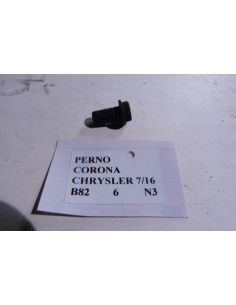 PERNO
CORONA
CHRYSLER 7/16
B82 6 N3